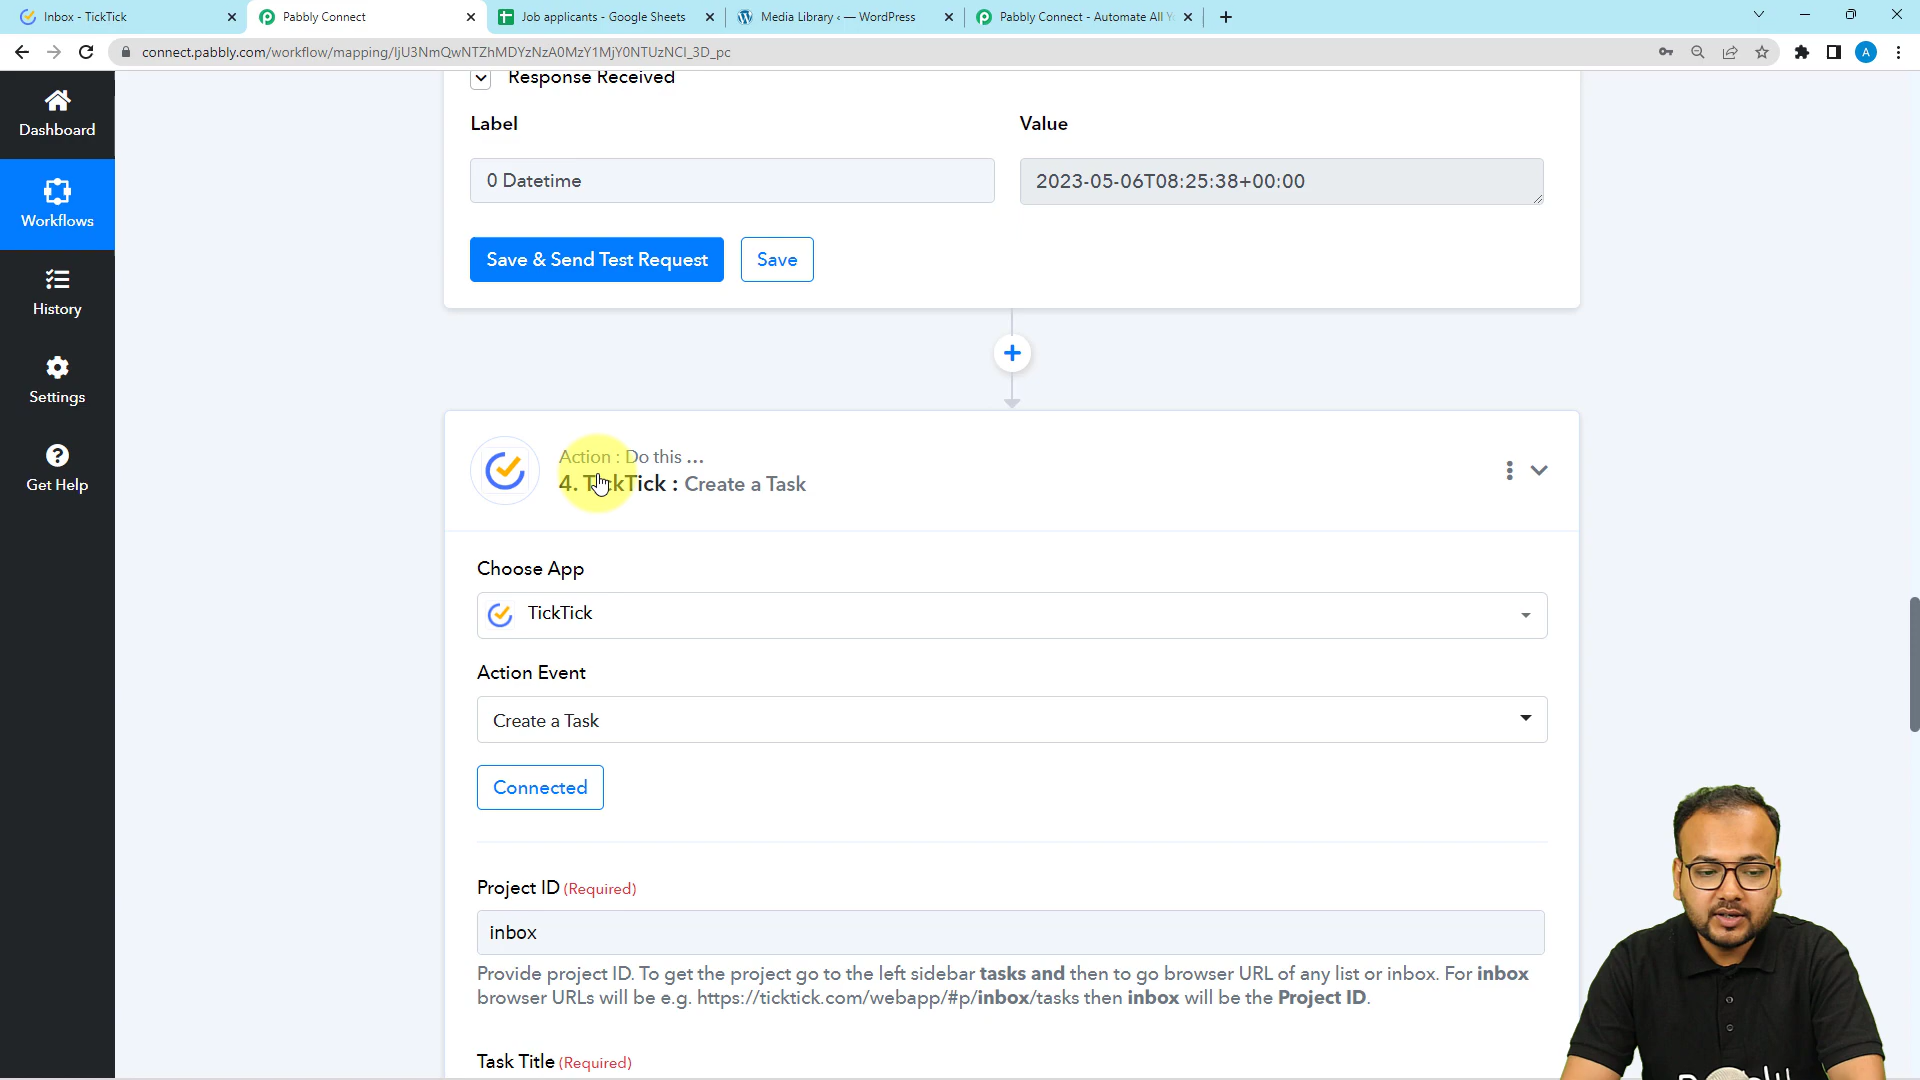 Inbox - TickTick
Pabbly Connect
Job applicants - Google Sheets
Media Library ‹ — WordPress
Pabbly Connect - Automate All Y
connect.pabbly.com/workflow/mapping/IjU3NmQwNTZhMDYzNzA0MzY1MjY0NTUzNCI_3D_pc
A
Dashboard
Workflows
History
Settings
Get Help
Response Received
Label
Value
0 Datetime
2023-05-06T08:25:38+00:00
Save & Send Test Request
Save
Action : Do this ...
4. TickTick : Create a Task
Choose App
TickTick
Action Event
Create a Task
Connected
Project ID (Required)
inbox
Provide project ID. To get the project go to the left sidebar tasks and then to go browser URL of any list or inbox. For inbox
browser URLs will be e.g. https://ticktick.com/webapp/#p/inbox/tasks then inbox will be the Project ID.
Task Title (Required)